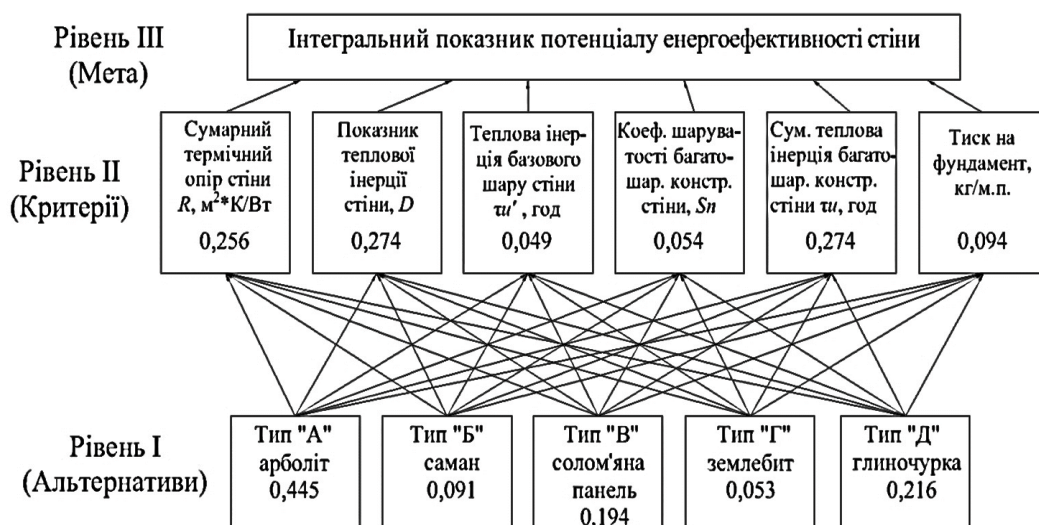 Рівень III
(Мета)
Інтегральний показник потенціалу енергоефективності стіни
Рівень II
(Критерії)
Сумарний
термічний
опір стіни
R, м²*К/Вт
0,256
Показник
теплової
інерції
стіни, D
0,274
Теплова інер-
ція базового
шару стіни
τu' , год
0,049
Коеф. шарува-
тості багато-
шар. констр.
стіни, Sn
0,054
Сум. теплова
інерція багато-
шар. констр.
стіни τu, год
0,274
Тиск на
фундамент,
кг/м.п.
0,094
Рівень I
(Альтернативи)
Тип "А"
арболіт
0,445
Тип "Б"
саман
0,091
Тип "В"
солом'яна
панель
0,194
Тип "Г"
землебит
0,053
Тип "Д"
глиночурка
0,216